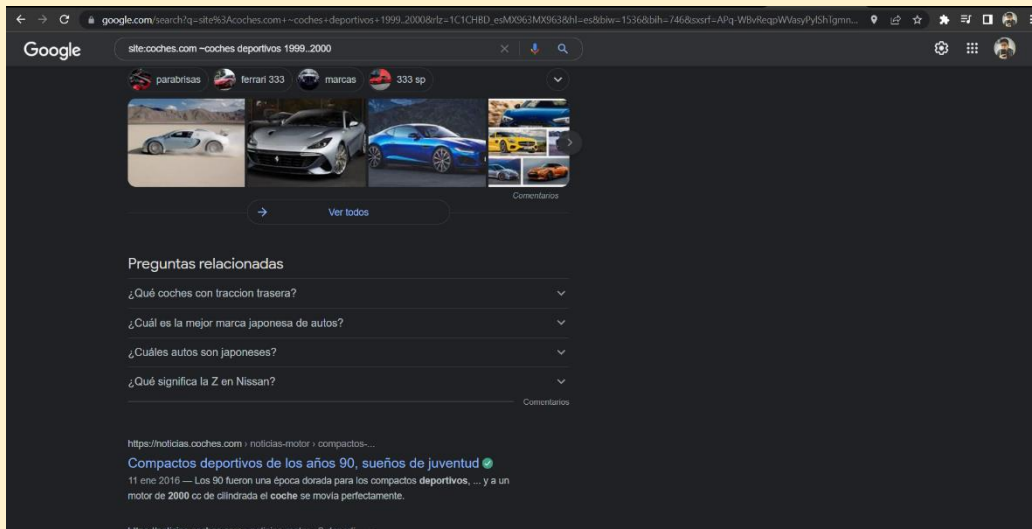 google.com/search?q=site%3Acoches.com+~coches+deportivos+1999..2000&rlz=1C1CHBD_esMX963MX963&hl=es&biw=1536&bih=746&sxsrf=APq-WBvReqpWVasyPylShTgmn...
Google
site:coches.com ~coches deportivos 1999..2000
parabrisas ferrari 333 marcas 333 sp
Comentarios
Ver todos
Preguntas relacionadas
¿Qué coches con traccion trasera?
¿Cuál es la mejor marca japonesa de autos?
¿Cuáles autos son japoneses?
¿Qué significa la Z en Nissan?
Comentarios
https://noticias.coches.com › noticias-motor › compactos-...
Compactos deportivos de los años 90, sueños de juventud
11 ene 2016 — Los 90 fueron una época dorada para los compactos deportivos, ... y a un
motor de 2000 cc de cilindrada el coche se movía perfectamente.